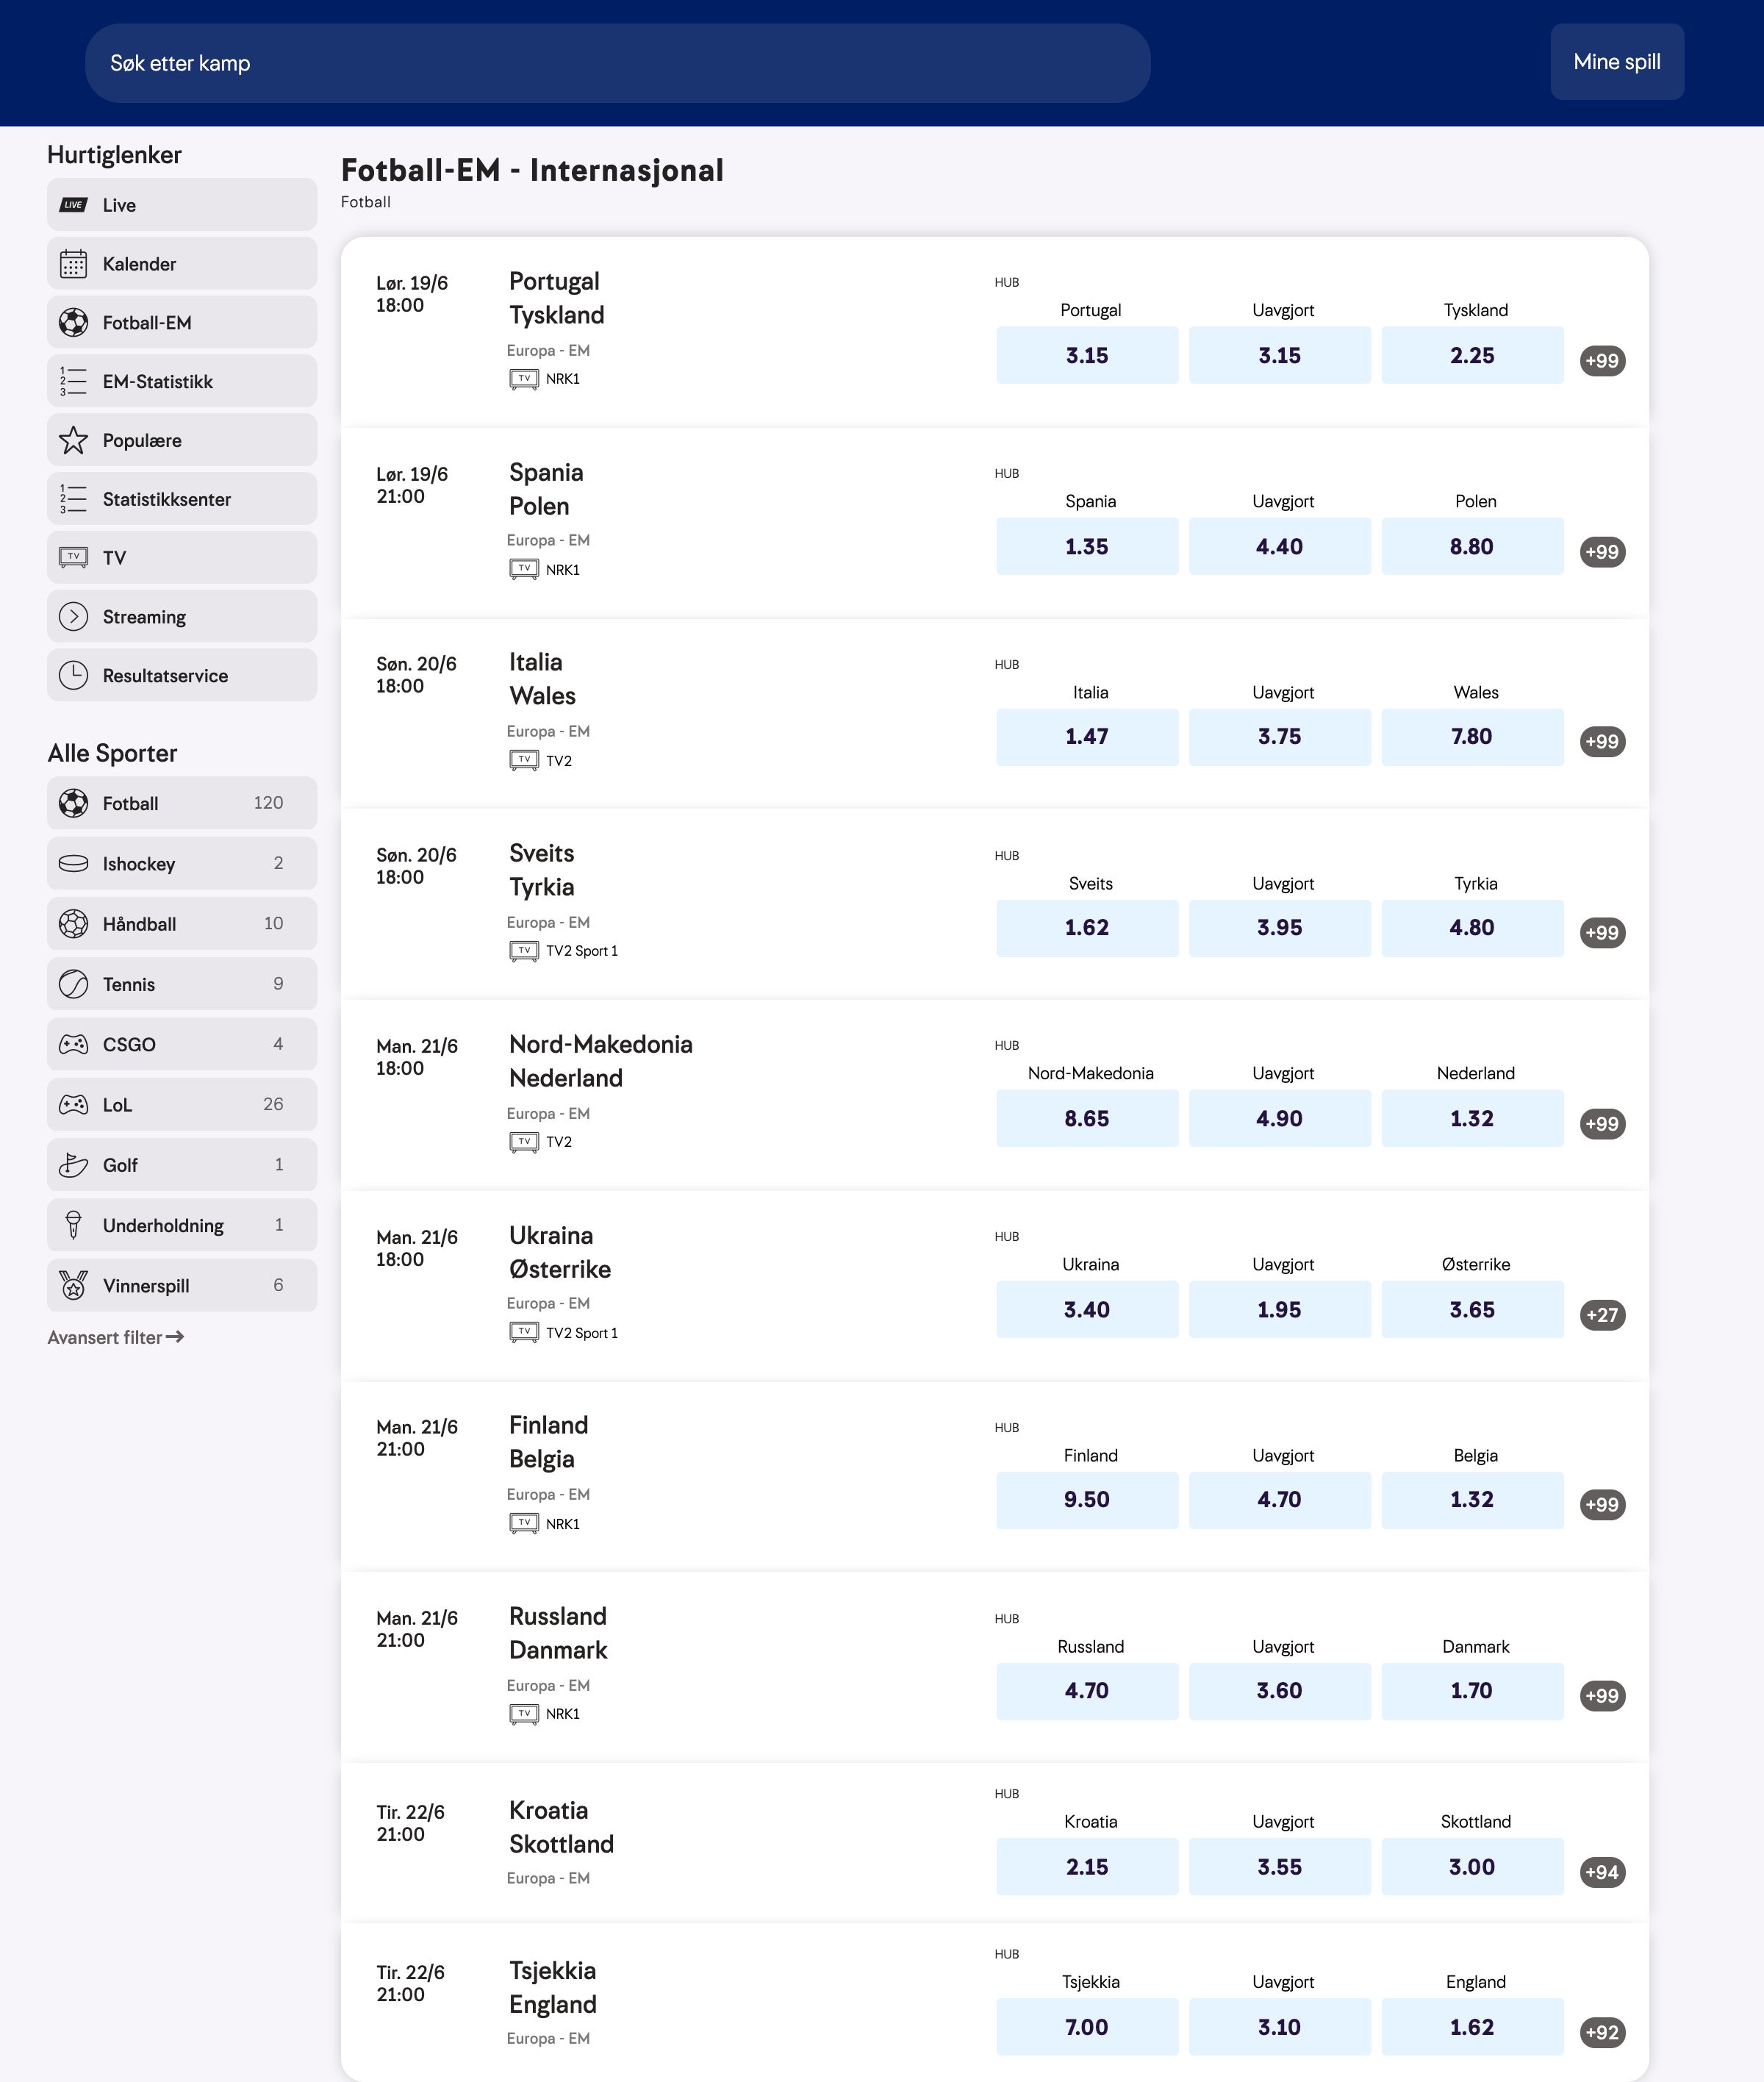 Søk etter kamp
Mine spill
Hurtiglenker
LIVE Live
Kalender
Fotball-EM
1 2 3 EM-Statistikk
Populære
1 2 3 Statistikksenter
TV TV
Streaming
Resultatservice
Alle Sporter
Fotball 120
Ishockey 2
Håndball 10
Tennis 9
CSGO 4
LoL 26
Golf 1
Underholdning 1
Vinnerspill 6
Avansert filter→
Fotball-EM - Internasjonal
Fotball
Lør. 19/6
18:00
Portugal
Tyskland
Europa - EM
TV NRK1
HUB
Portugal Uavgjort Tyskland
3.15 3.15 2.25
+99
Lør. 19/6
21:00
Spania
Polen
Europa - EM
TV NRK1
HUB
Spania Uavgjort Polen
1.35 4.40 8.80
+99
Søn. 20/6
18:00
Italia
Wales
Europa - EM
TV TV2
HUB
Italia Uavgjort Wales
1.47 3.75 7.80
+99
Søn. 20/6
18:00
Sveits
Tyrkia
Europa - EM
TV TV2 Sport 1
HUB
Sveits Uavgjort Tyrkia
1.62 3.95 4.80
+99
Man. 21/6
18:00
Nord-Makedonia
Nederland
Europa - EM
TV TV2
HUB
Nord-Makedonia Uavgjort Nederland
8.65 4.90 1.32
+99
Man. 21/6
18:00
Ukraina
Østerrike
Europa - EM
TV TV2 Sport 1
HUB
Ukraina Uavgjort Østerrike
3.40 1.95 3.65
+27
Man. 21/6
21:00
Finland
Belgia
Europa - EM
TV NRK1
HUB
Finland Uavgjort Belgia
9.50 4.70 1.32
+99
Man. 21/6
21:00
Russland
Danmark
Europa - EM
TV NRK1
HUB
Russland Uavgjort Danmark
4.70 3.60 1.70
+99
Tir. 22/6
21:00
Kroatia
Skottland
Europa - EM
HUB
Kroatia Uavgjort Skottland
2.15 3.55 3.00
+94
Tir. 22/6
21:00
Tsjekkia
England
Europa - EM
HUB
Tsjekkia Uavgjort England
7.00 3.10 1.62
+92